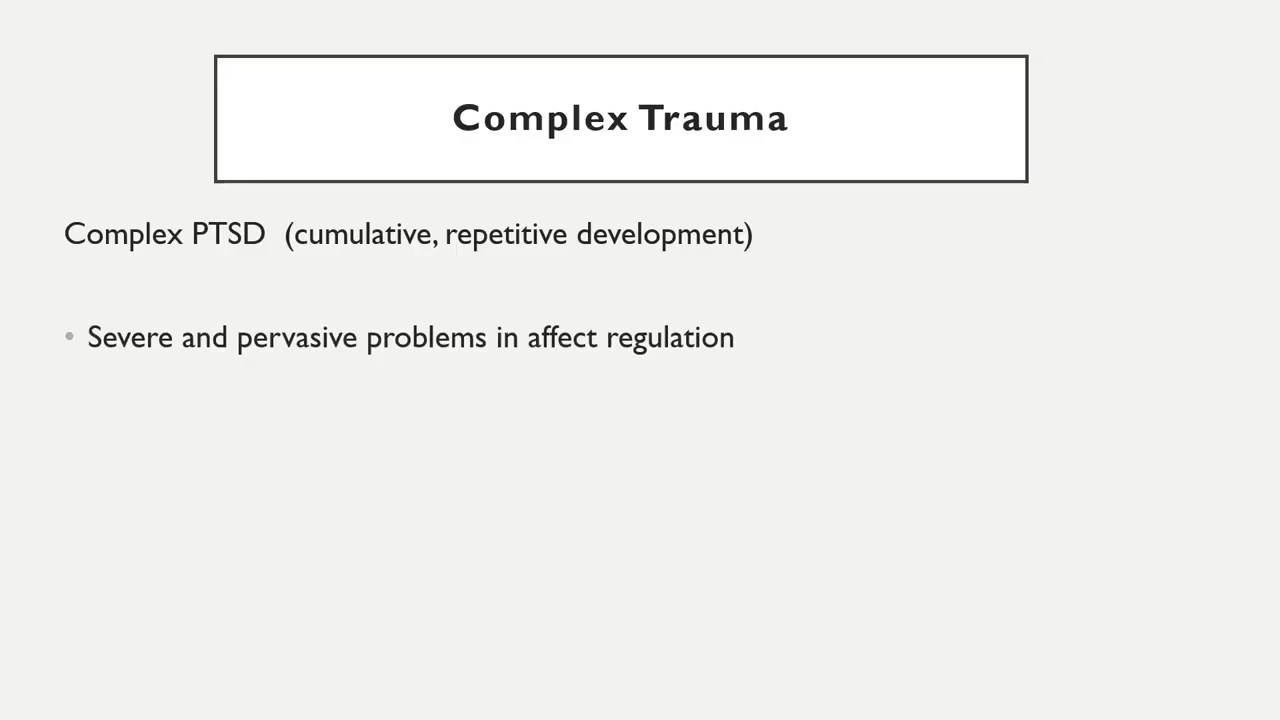 Complex Trauma
Complex PTSD (cumulative, repetitive development)
• Severe and pervasive problems in affect regulation